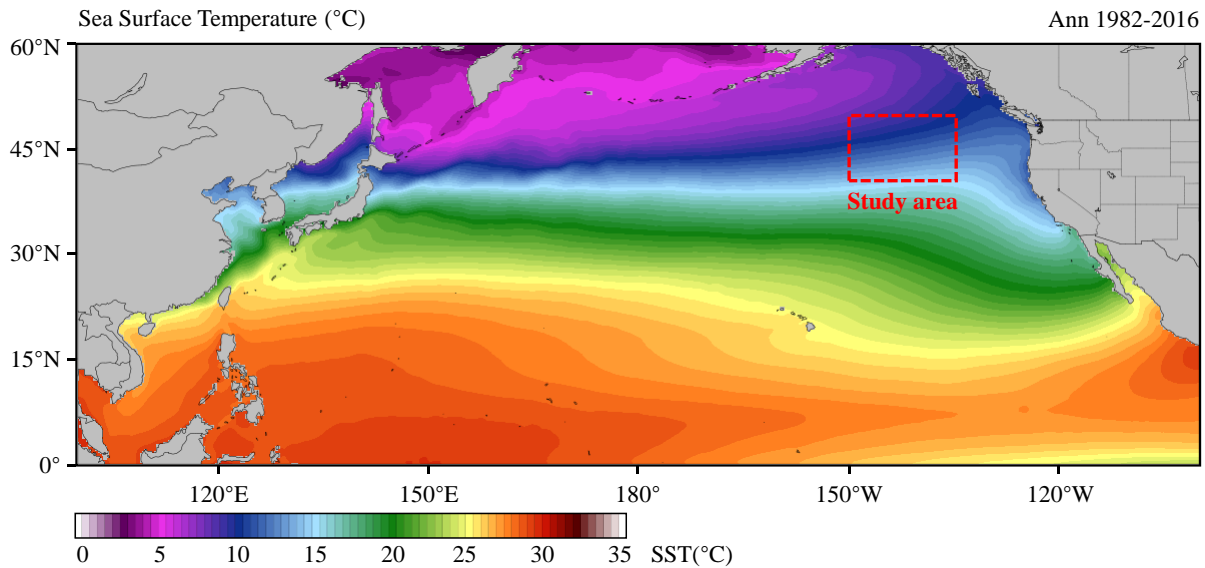 Sea Surface Temperature (°C) Ann 1982-2016
60°N
45°N
Study area
30°N
15°N
0°
120°E 150°E 180° 150°W 120°W
0 5 10 15 20 25 30 35 SST(°C)